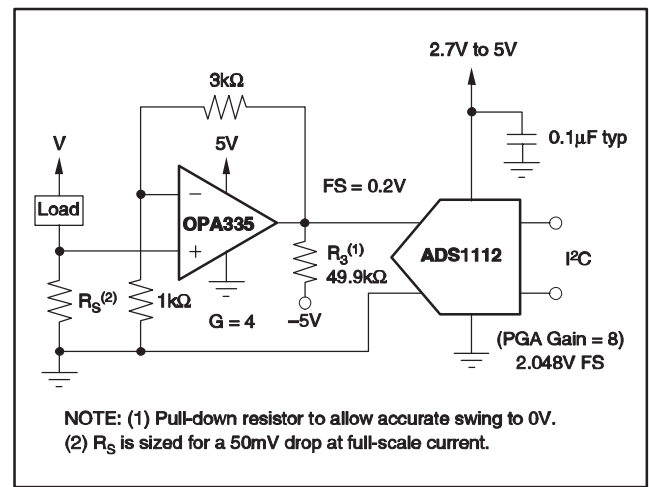 2.7V to 5V
3kΩ
0.1μF typ
V
5V
FS = 0.2V
Load
−
OPA335
+
R3(1)
49.9kΩ
ADS1112
I2C
RS(2)
1kΩ
G = 4
–5V
(PGA Gain = 8)
2.048V FS
NOTE: (1) Pull-down resistor to allow accurate swing to 0V.
(2) RS is sized for a 50mV drop at full-scale current.